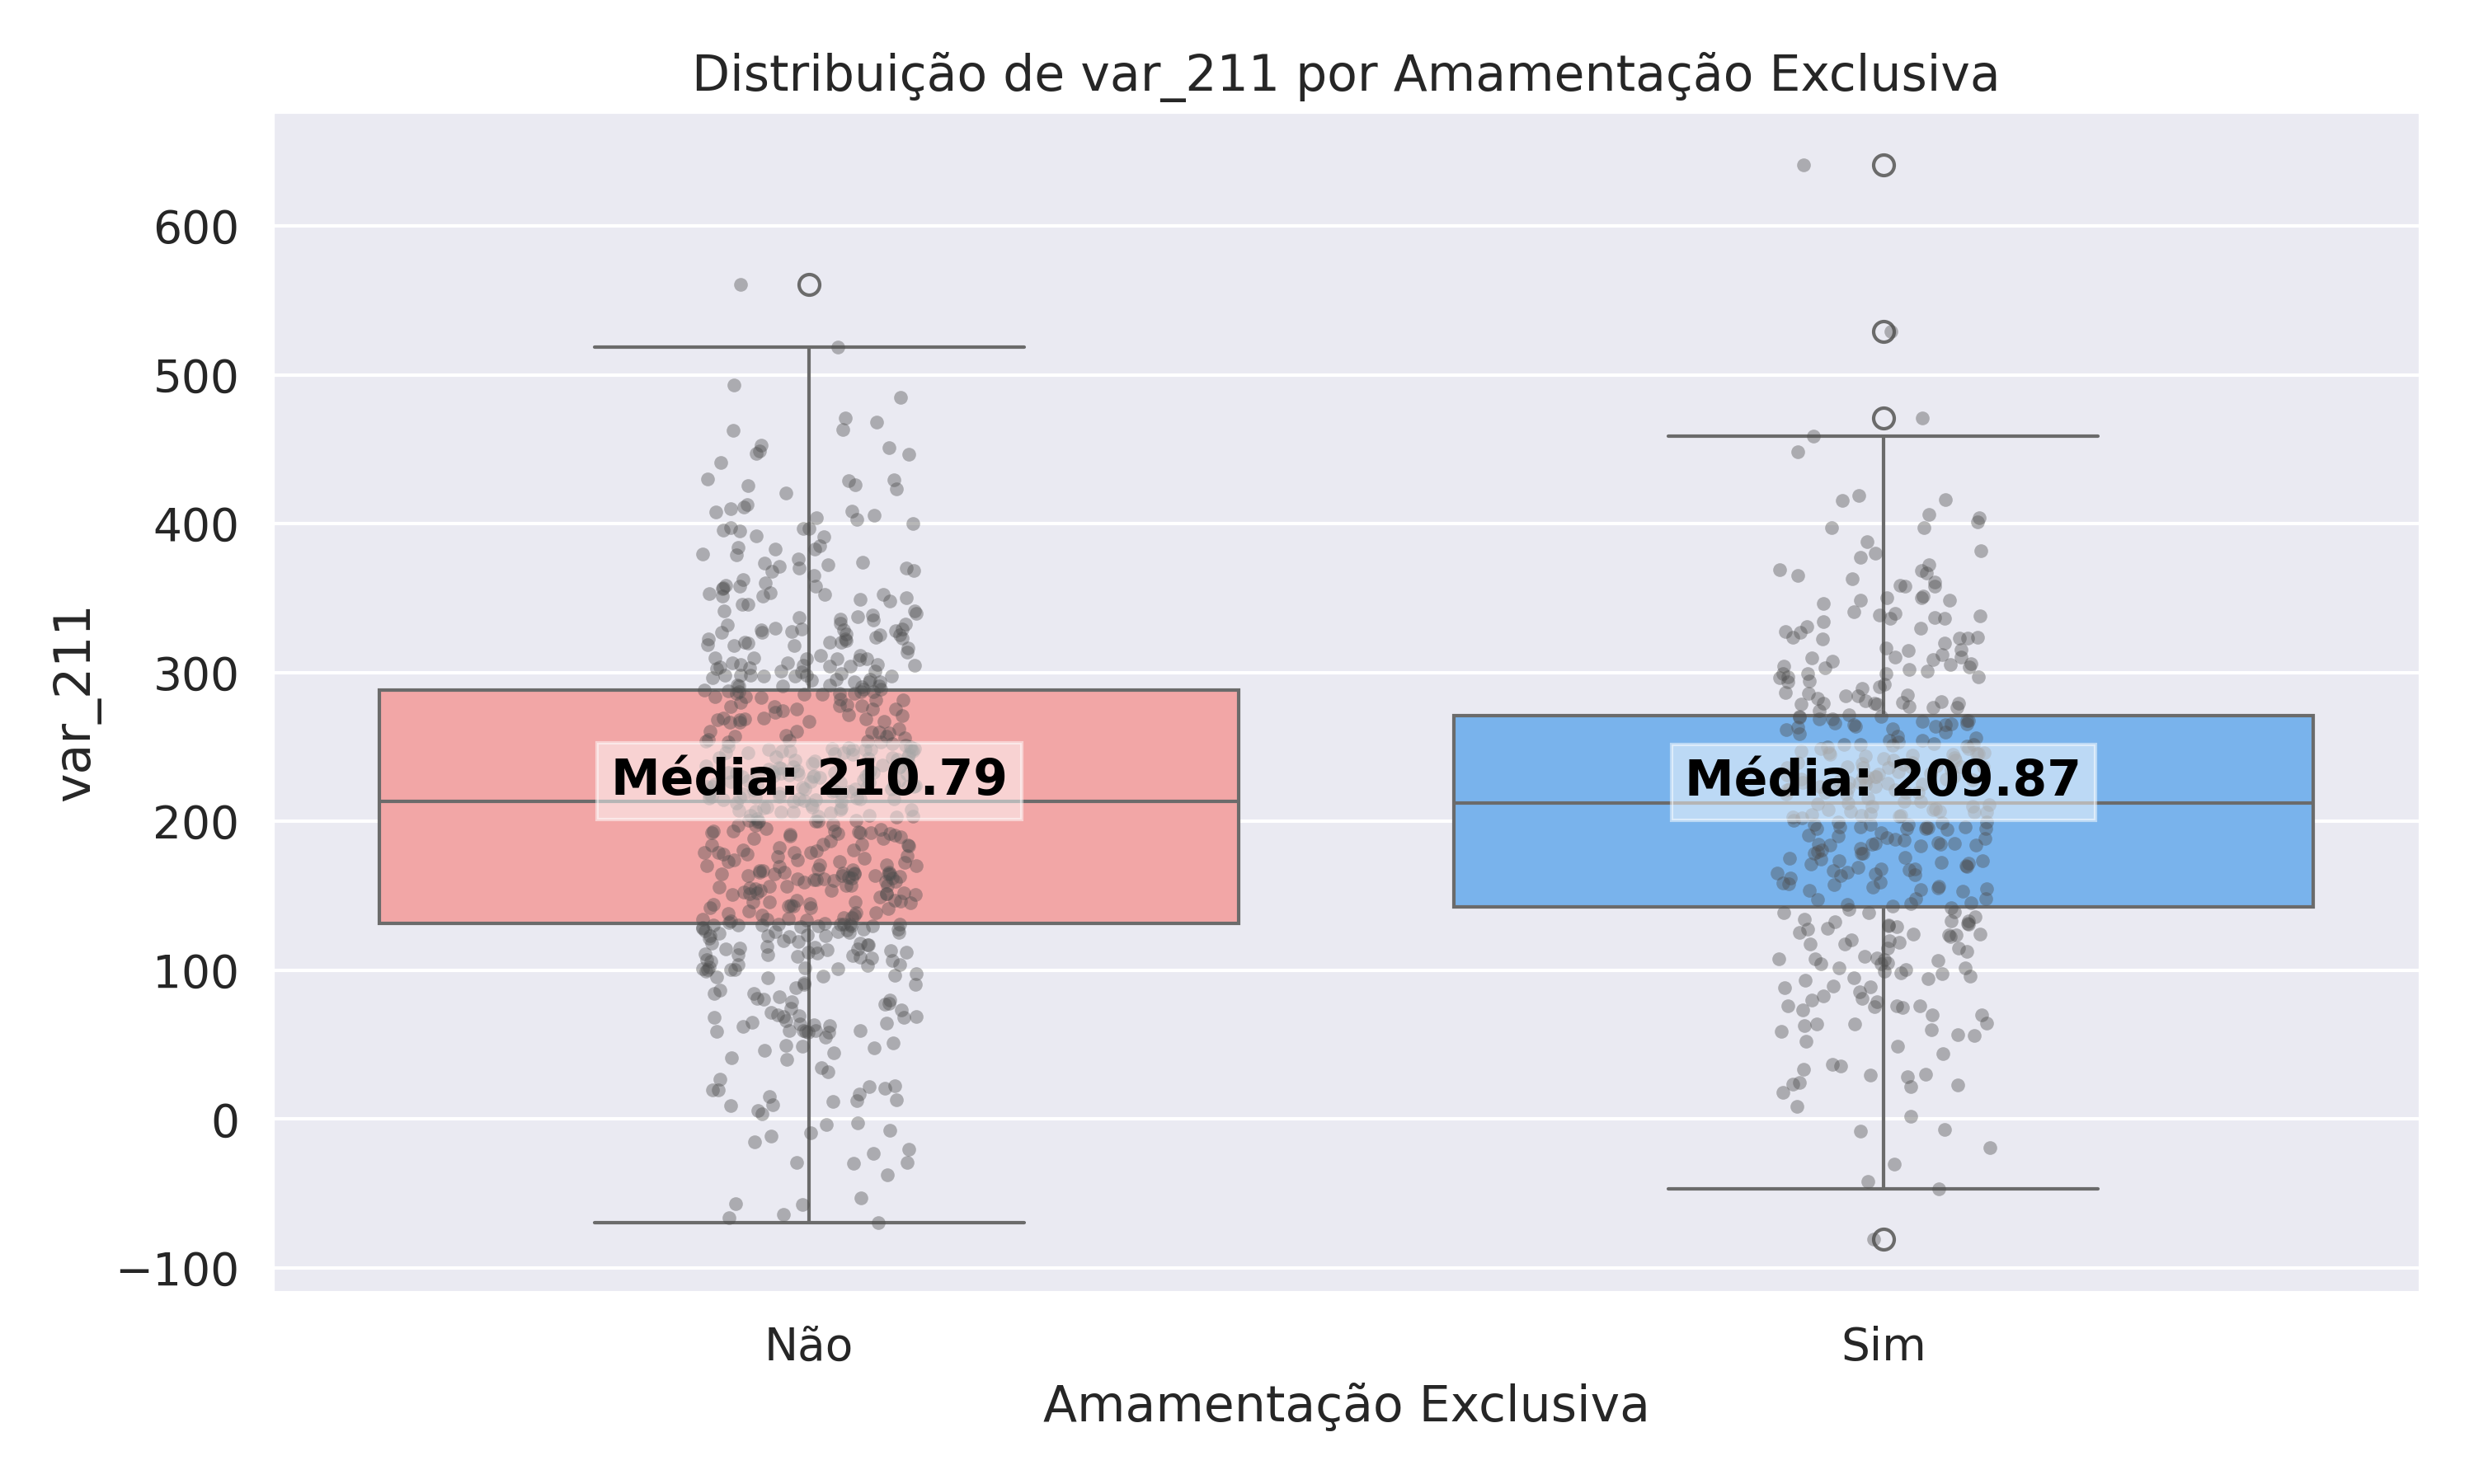 Distribuição de var_211 por Amamentação Exclusiva
var_211
600
500
400
300
200
100
0
−100
Média: 210.79
Média: 209.87
Não
Sim
Amamentação Exclusiva